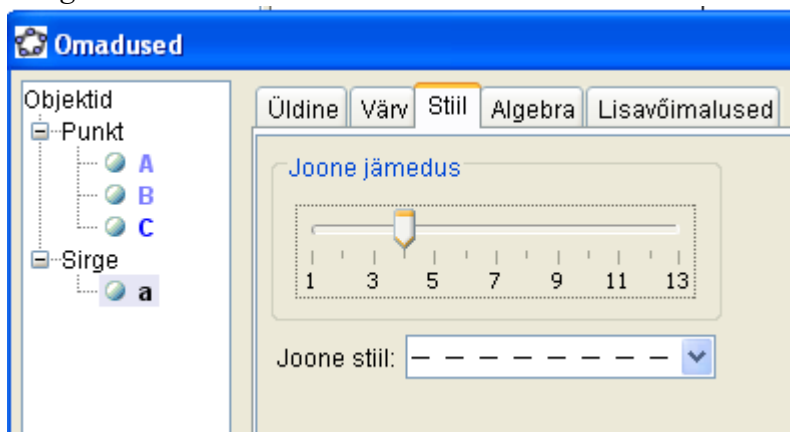 Omadused
Objektid
Punkt
A
B
C
Sirge
a
Üldine Värv Stiil Algebra Lisavõimalused
Joone jämedus
1 3 5 7 9 11 13
Joone stiil: